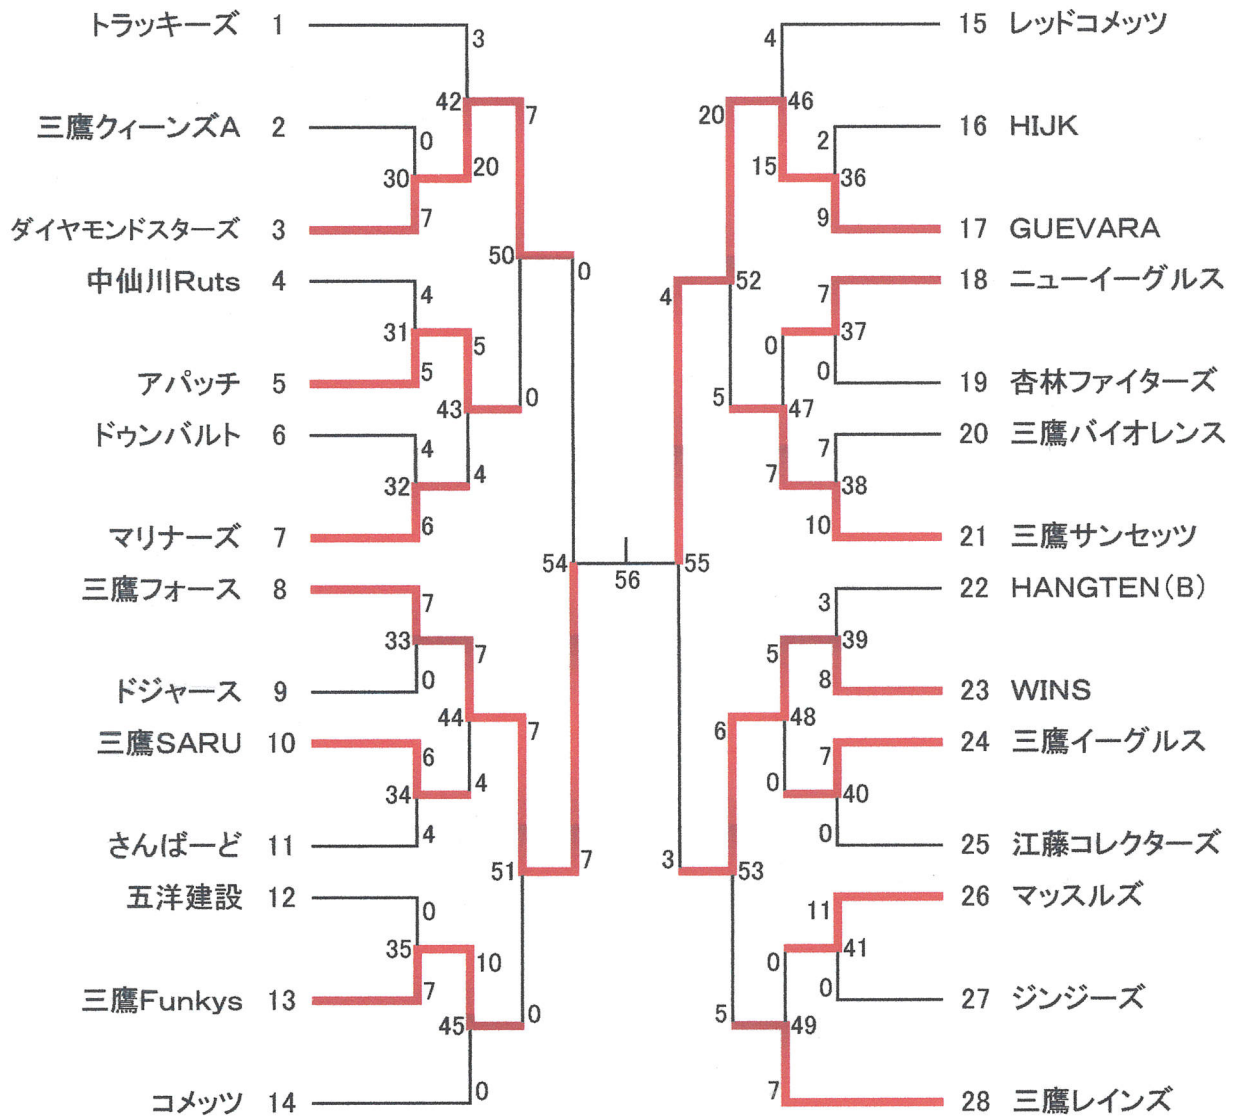 トラッキーズ 1
3
42
7
三鷹クィーンズA 2
0
30
20
ダイヤモンドスターズ 3
7
50
0
中仙川Ruts 4
4
31
5
アパッチ 5
5
43
0
ドゥンバルト 6
4
32
4
マリナーズ 7
6
54
56
55
三鷹フォース 8
7
33
7
ドジャース 9
0
44
7
三鷹SARU 10
6
34
4
さんばーど 11
4
51
7
五洋建設 12
0
35
10
三鷹Funkys 13
7
45
0
コメッツ 14
0
15 レッドコメッツ
4
20
46
16 HIJK
2
15
36
17 GUEVARA
9
4
52
18 ニューイーグルス
7
0
37
19 杏林ファイターズ
0
5
47
20 三鷹バイオレンス
7
7
38
21 三鷹サンセッツ
10
22 HANGTEN(B)
3
5
39
23 WINS
8
6
48
24 三鷹イーグルス
7
0
40
25 江藤コレクターズ
0
3
53
26 マッスルズ
11
0
41
27 ジンジーズ
0
5
49
28 三鷹レインズ
7